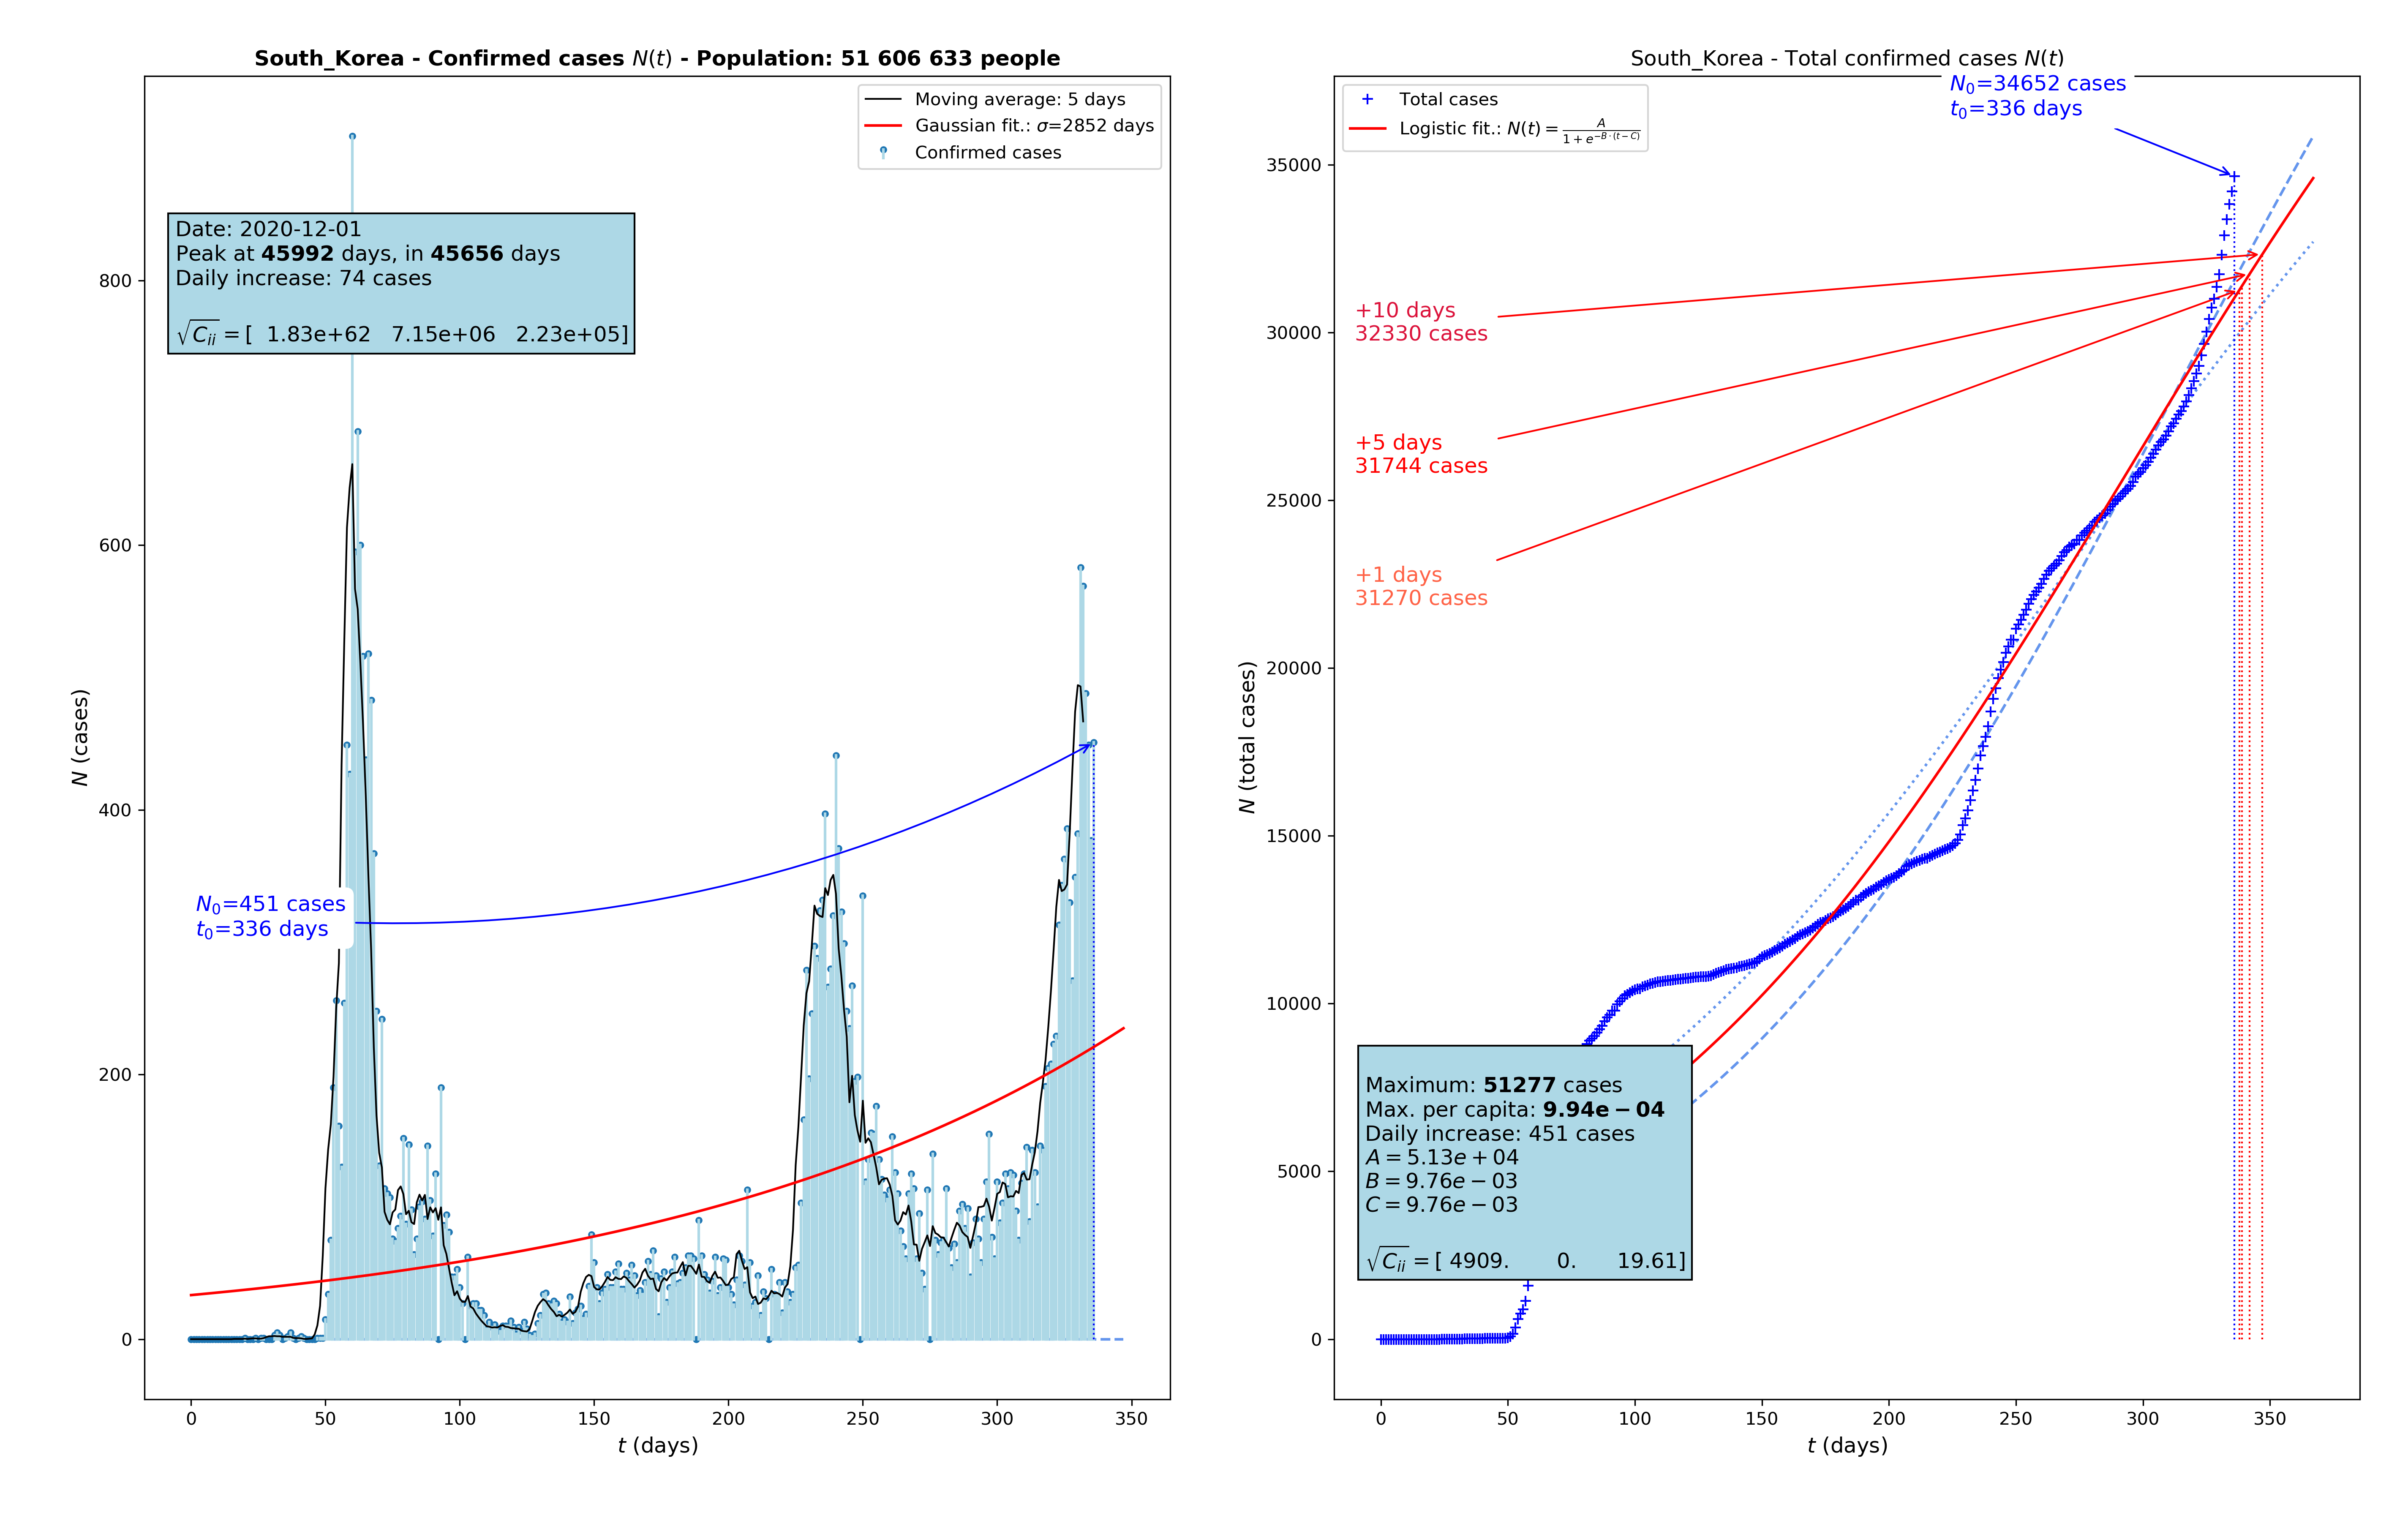 South_Korea - Confirmed cases N(t) - Population: 51 606 633 people
Moving average: 5 days
Gaussian fit.: σ=2852 days
Confirmed cases
Date: 2020-12-01
Peak at 45992 days, in 45656 days
Daily increase: 74 cases
√C_ii = [ 1.83e+62 7.15e+06 2.23e+05]
N_0=451 cases
t_0=336 days
N (cases)
800
600
400
200
0
0 50 100 150 200 250 300 350
t (days)
South_Korea - Total confirmed cases N(t)
Total cases
Logistic fit.: N(t) = A / (1 + e^{-B·(t-C)})
N_0=34652 cases
t_0=336 days
+10 days
32330 cases
+5 days
31744 cases
+1 days
31270 cases
Maximum: 51277 cases
Max. per capita: 9.94e − 04
Daily increase: 451 cases
A = 5.13e + 04
B = 9.76e − 03
C = 9.76e − 03
√C_ii = [ 4909. 0. 19.61]
N (total cases)
35000
30000
25000
20000
15000
10000
5000
0
0 50 100 150 200 250 300 350
t (days)